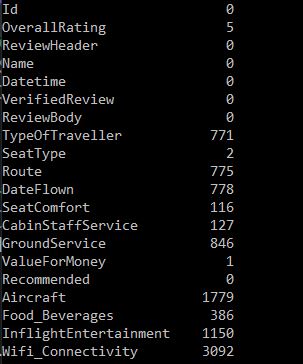 Id 0
OverallRating 5
ReviewHeader 0
Name 0
Datetime 0
VerifiedReview 0
ReviewBody 0
TypeOfTraveller 771
SeatType 2
Route 775
DateFlown 778
SeatComfort 116
CabinStaffService 127
GroundService 846
ValueForMoney 1
Recommended 0
Aircraft 1779
Food_Beverages 386
InflightEntertainment 1150
Wifi_Connectivity 3092